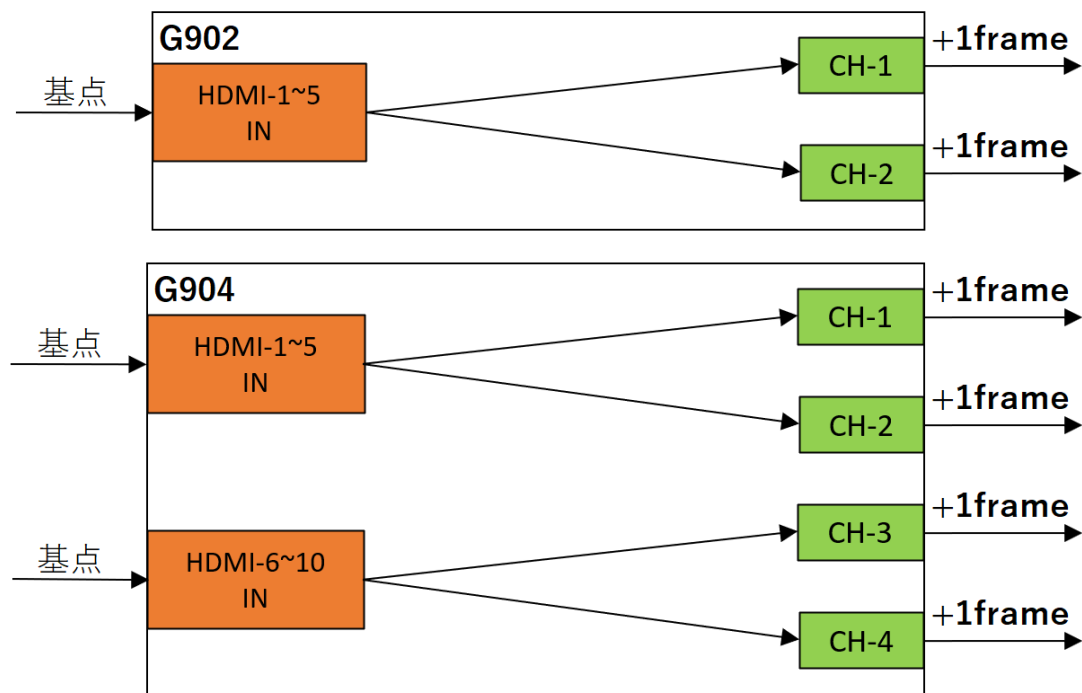 G902
基点
HDMI-1~5
IN
CH-1
+1frame
CH-2
+1frame
G904
基点
HDMI-1~5
IN
CH-1
+1frame
CH-2
+1frame
基点
HDMI-6~10
IN
CH-3
+1frame
CH-4
+1frame